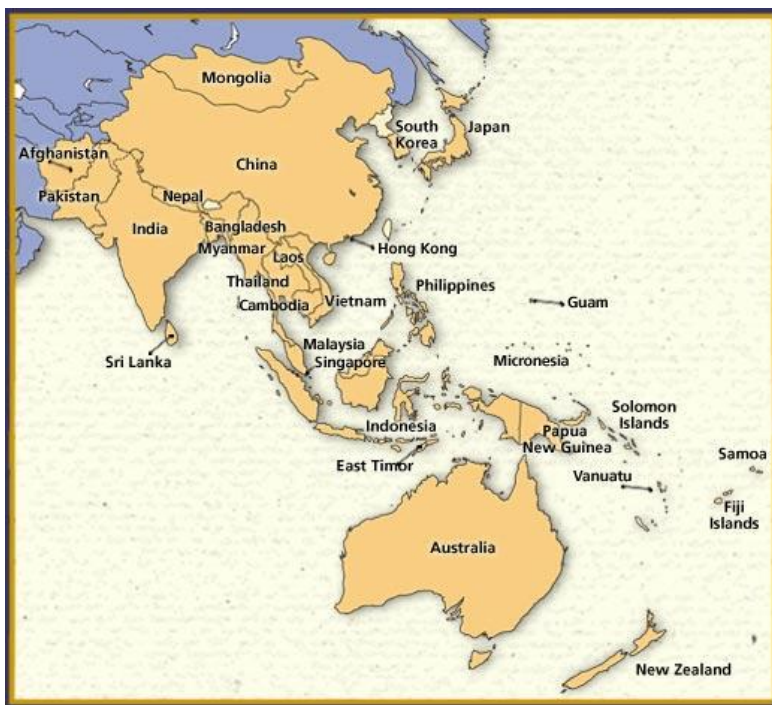 Mongolia
South
Korea
Japan
Afghanistan
China
Pakistan
Nepal
India
Bangladesh
Myanmar
Hong Kong
Laos
Thailand
Philippines
Cambodia
Vietnam
Guam
Sri Lanka
Malaysia
Singapore
Micronesia
Solomon
Islands
Indonesia
Papua
New Guinea
Samoa
East Timor
Vanuatu
Fiji
Islands
Australia
New Zealand